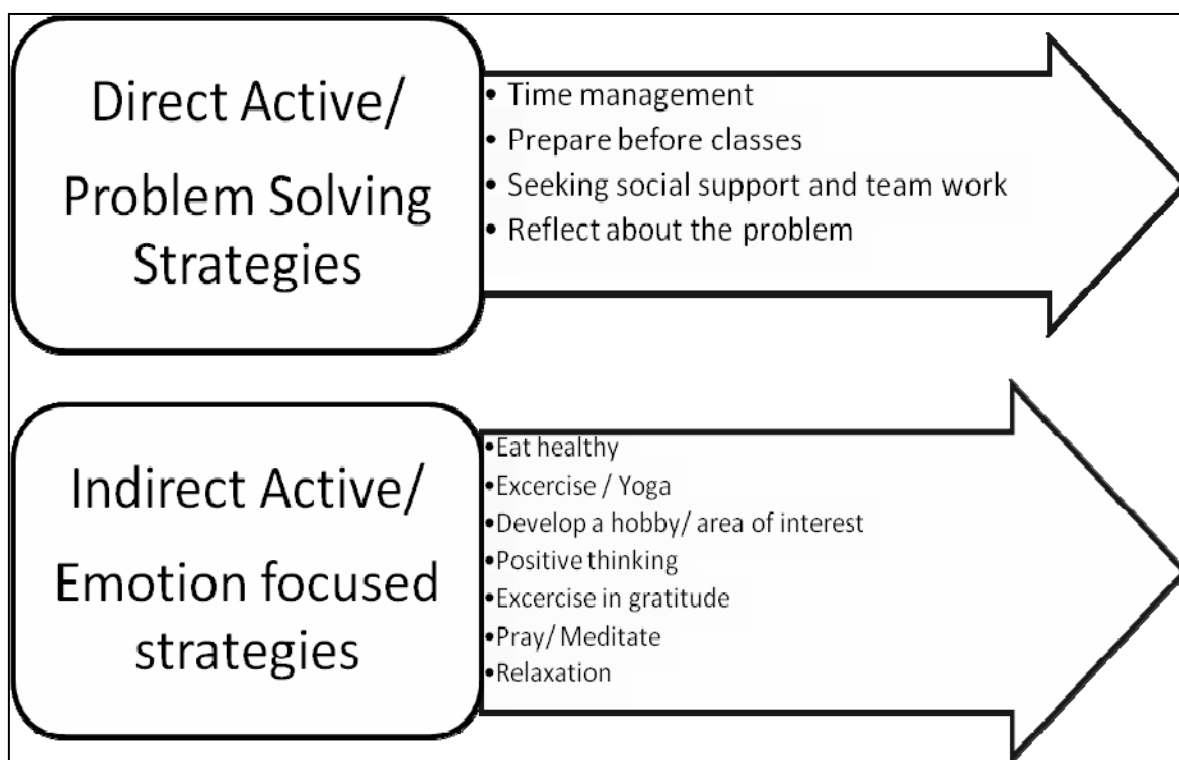 Direct Active/
Problem Solving
Strategies
• Time management
• Prepare before classes
• Seeking social support and team work
• Reflect about the problem
Indirect Active/
Emotion focused
strategies
•Eat healthy
•Excercise / Yoga
•Develop a hobby/ area of interest
•Positive thinking
•Excercise in gratitude
•Pray/ Meditate
•Relaxation